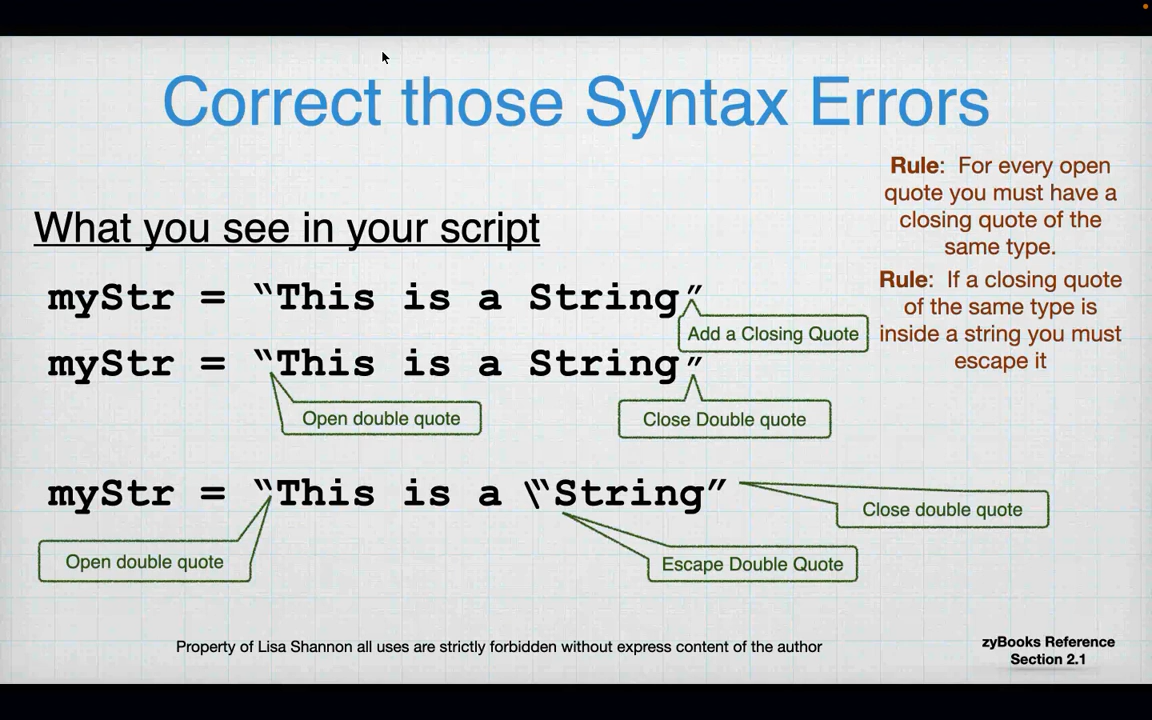 Correct those Syntax Errors
Rule:  For every open
quote you must have a
closing quote of the
same type.
Rule:  If a closing quote
of the same type is
inside a string you must
escape it
What you see in your script
myStr = “This is a String”
Add a Closing Quote
myStr = “This is a String”
Open double quote
Close Double quote
myStr = “This is a \“String”
Close double quote
Open double quote
Escape Double Quote
Property of Lisa Shannon all uses are strictly forbidden without express content of the author
zyBooks Reference
Section 2.1